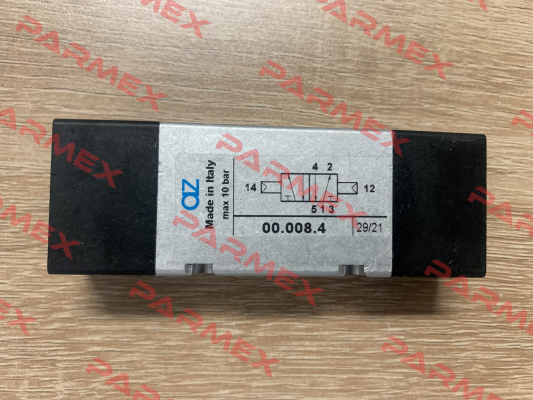 PARMEX
PARMEX
PARMEX
PARMEX
az
Made in Italy
max 10 bar
4 2
14 12
5 1 3
00.008.4 29/21
PARMEX
PARMEX
PARMEX
PARMEX